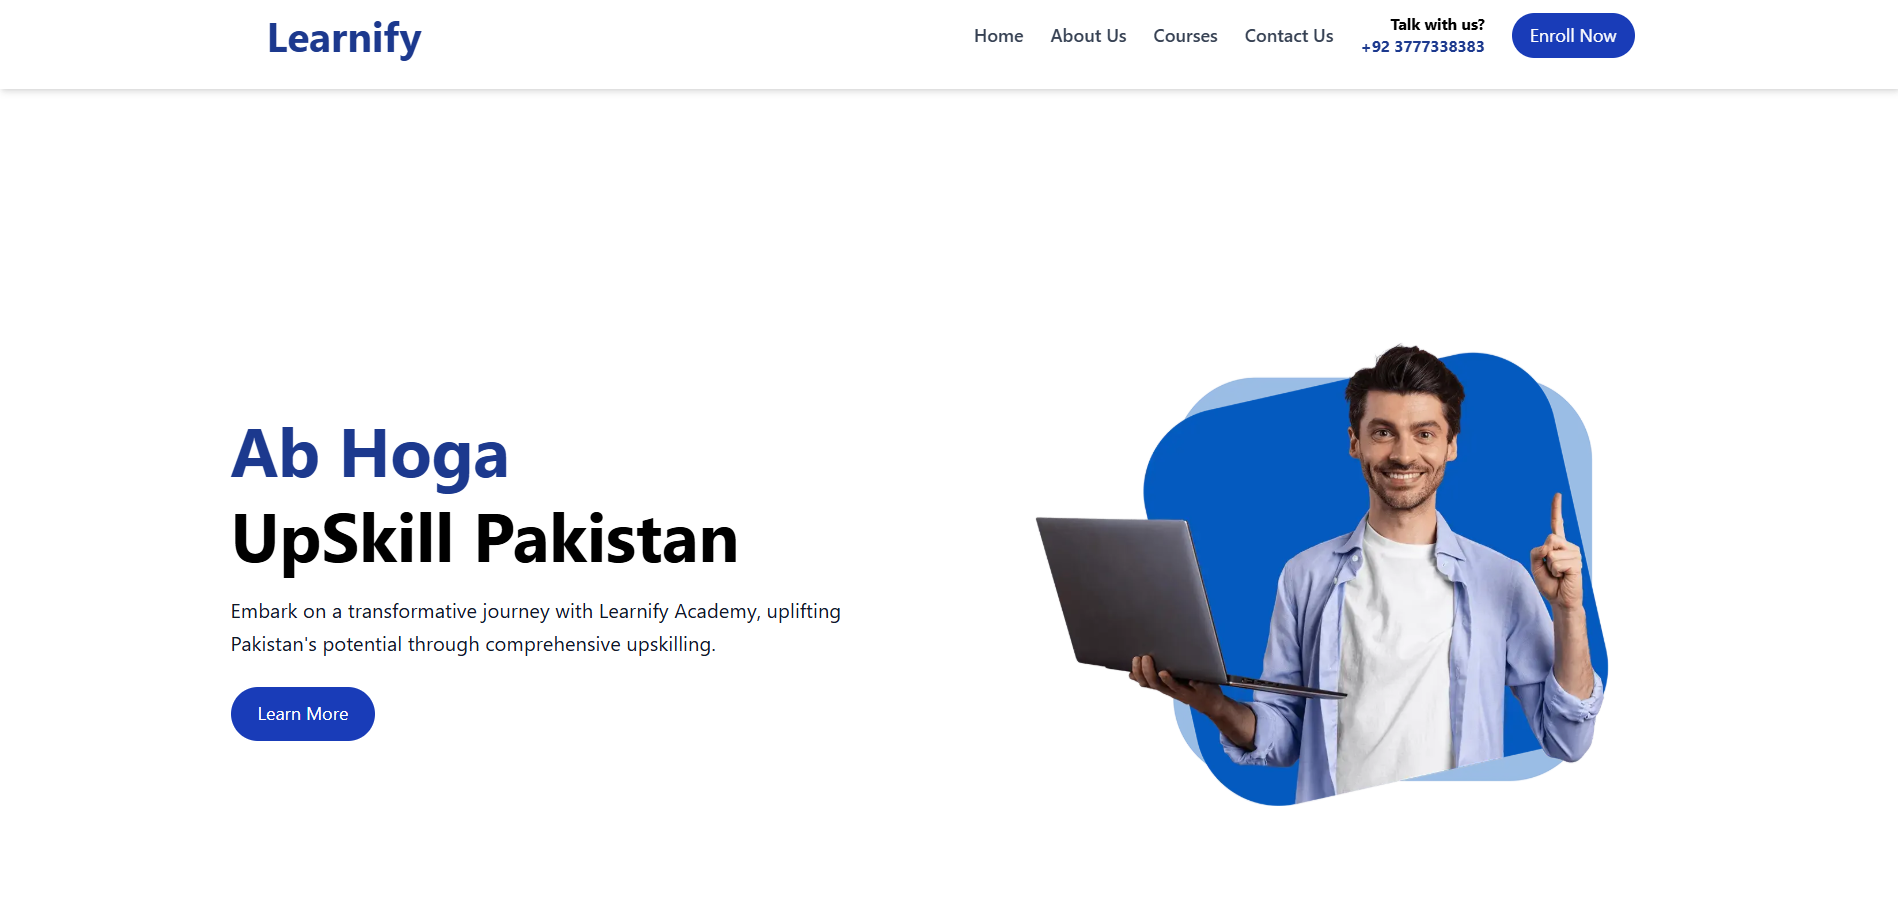 Learnify
Home
About Us
Courses
Contact Us
Talk with us?
+92 3777338383
Enroll Now
Ab Hoga
UpSkill Pakistan
Embark on a transformative journey with Learnify Academy, uplifting
Pakistan's potential through comprehensive upskilling.
Learn More